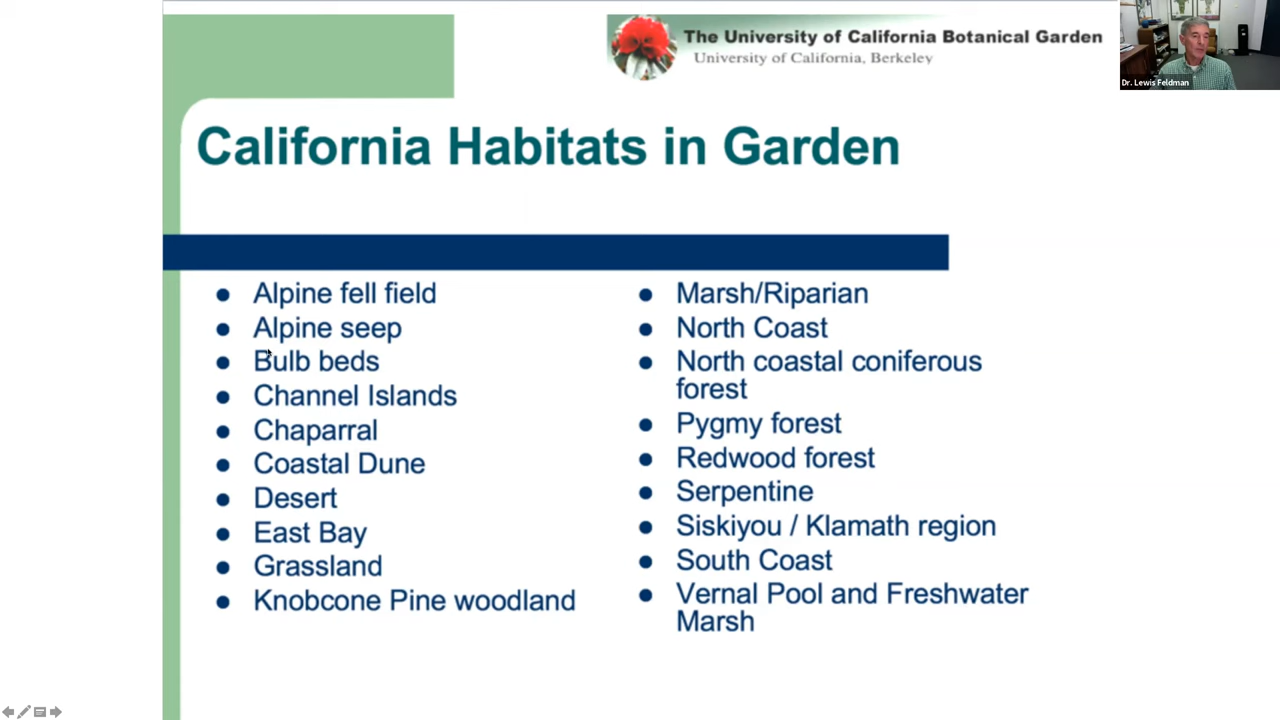 The University of California Botanical Garden
University of California, Berkeley
Dr. Lewis Feldman
California Habitats in Garden
● Alpine fell field
● Alpine seep
● Bulb beds
● Channel Islands
● Chaparral
● Coastal Dune
● Desert
● East Bay
● Grassland
● Knobcone Pine woodland
● Marsh/Riparian
● North Coast
● North coastal coniferous
forest
● Pygmy forest
● Redwood forest
● Serpentine
● Siskiyou / Klamath region
● South Coast
● Vernal Pool and Freshwater
Marsh